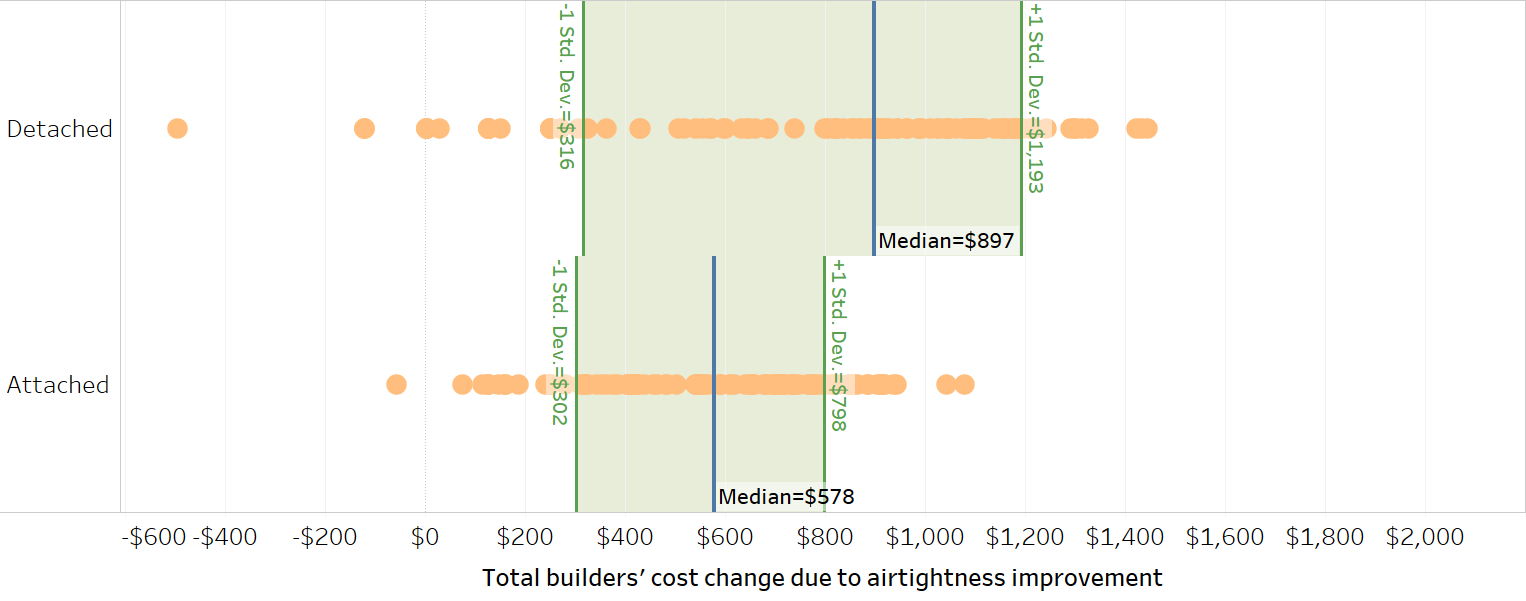 -1 Std. Dev.=$316
+1 Std. Dev.=$1,193
Detached
Median=$897
-1 Std. Dev.=$302
+1 Std. Dev.=$798
Attached
Median=$578
-$600 -$400 -$200 $0 $200 $400 $600 $800 $1,000 $1,200 $1,400 $1,600 $1,800 $2,000
Total builders’ cost change due to airtightness improvement